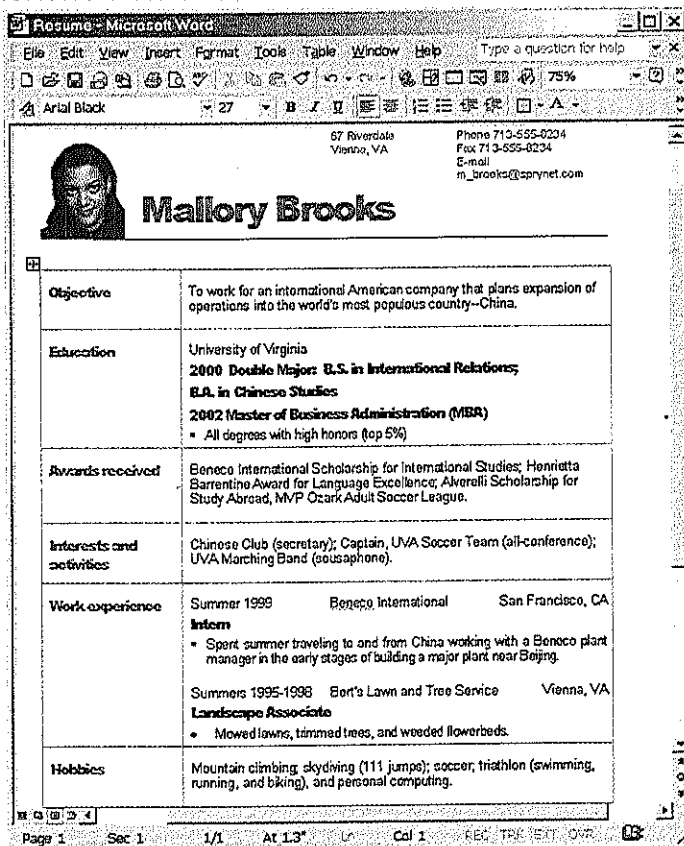 Resume - Microsoft Word
File Edit View Insert Format Tools Table Window Help Type a question for help
75%
Arial Black 27 B I U A
67 Riverdale Phone 713-555-8234
Vienna, VA Fax 713-555-8234
E-mail
m_brooks@sprynet.com
Mallory Brooks
Objective To work for an international American company that plans expansion of
operations into the world's most populous country--China.
Education University of Virginia
2000 Double Major: B.S. in International Relations;
B.A. in Chinese Studies
2002 Master of Business Administration (MBA)
▪ All degrees with high honors (top 5%)
Awards received Beneco International Scholarship for International Studies; Henrietta
Barrentine Award for Language Excellence; Alverelli Scholarship for
Study Abroad, MVP Ozark Adult Soccer League.
Interests and Chinese Club (secretary); Captain, UVA Soccer Team (all-conference);
activities UVA Marching Band (sousaphone).
Work experience Summer 1999 Beneco International San Francisco, CA
Intern
▪ Spent summer traveling to and from China working with a Beneco plant
manager in the early stages of building a major plant near Beijing.
Summers 1995-1998 Bert's Lawn and Tree Service Vienna, VA
Landscape Associate
• Mowed lawns, trimmed trees, and weeded flowerbeds.
Hobbies Mountain climbing; skydiving (111 jumps); soccer; triathlon (swimming,
running, and biking), and personal computing.
Page 1 Sec 1 1/1 At 1.3" Ln Col 1 REC TRK EXT OVR